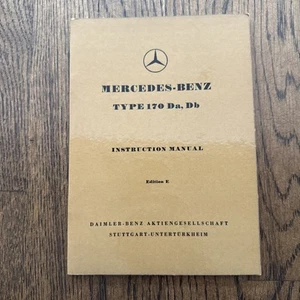 MERCEDES-BENZ
TYPE 170 Da, Db
INSTRUCTION MANUAL
Edition E
DAIMLER-BENZ AKTIENGESELLSCHAFT
STUTTGART-UNTERTÜRKHEIM